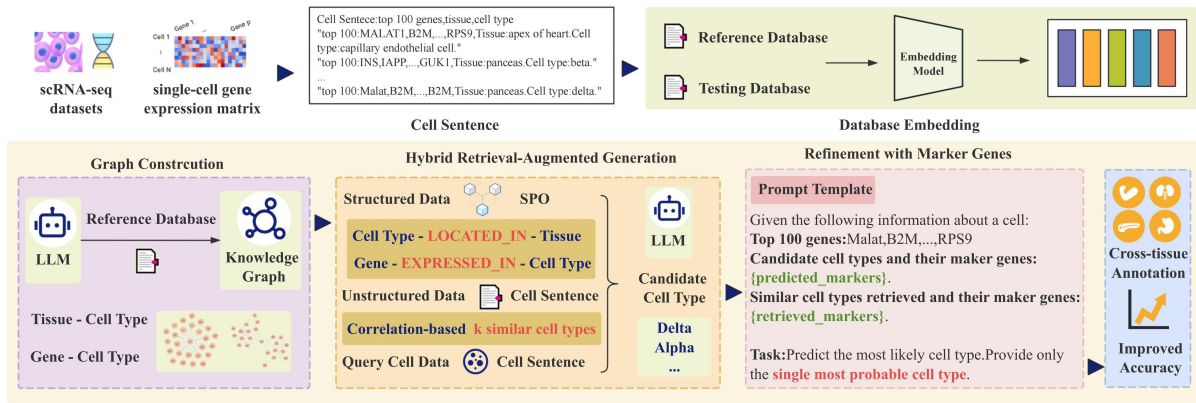 Gene 1
...
Gene p
Cell 1
Cell N
scRNA-seq
datasets
single-cell gene
expression matrix
Cell Sentece:top 100 genes,tissue,cell type
"top 100:MALAT1,B2M,...,RPS9,Tissue:apex of heart.Cell
type:capillary endothelial cell."
"top 100:INS,IAPP,...,GUK1,Tissue:panceas.Cell type:beta."
...
"top 100:Malat,B2M,...,B2M,Tissue:panceas.Cell type:delta."
Cell Sentence
Reference Database
Testing Database
Embedding
Model
Database Embedding
Graph Constrcution
LLM
Reference Database
Knowledge
Graph
Tissue - Cell Type
Gene - Cell Type
Hybrid Retrieval-Augmented Generation
Structured Data
SPO
Cell Type - LOCATED_IN - Tissue
Gene - EXPRESSED_IN - Cell Type
Unstructured Data
Cell Sentence
Correlation-based k similar cell types
Query Cell Data
Cell Sentence
LLM
Candidate
Cell Type
Delta
Alpha
...
Refinement with Marker Genes
Prompt Template
Given the following information about a cell:
Top 100 genes:Malat,B2M,...,RPS9
Candidate cell types and their maker genes:
{predicted_markers}.
Similar cell types retrieved and their maker genes:
{retrieved_markers}.
Task:Predict the most likely cell type.Provide only
the single most probable cell type.
Cross-tissue
Annotation
Improved
Accuracy